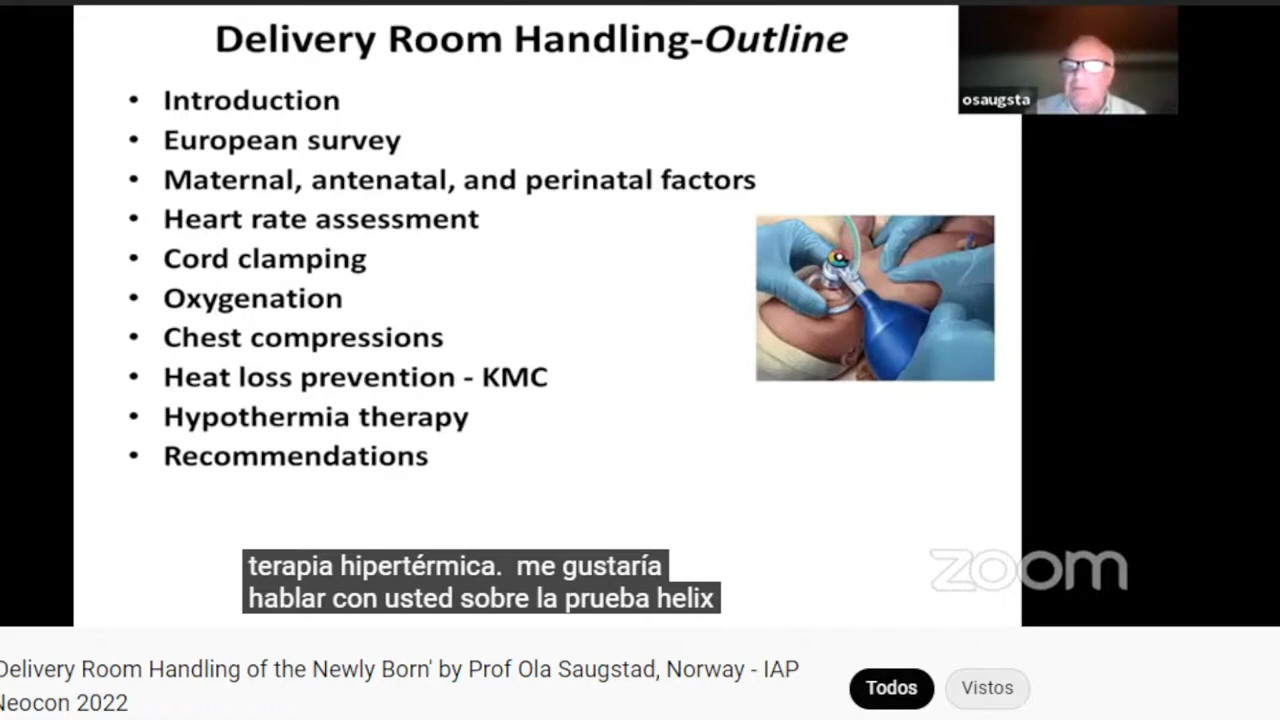 Delivery Room Handling-Outline
osaugsta
• Introduction
• European survey
• Maternal, antenatal, and perinatal factors
• Heart rate assessment
• Cord clamping
• Oxygenation
• Chest compressions
• Heat loss prevention - KMC
• Hypothermia therapy
• Recommendations
terapia hipertérmica. me gustaría
hablar con usted sobre la prueba helix
zoom
Delivery Room Handling of the Newly Born' by Prof Ola Saugstad, Norway - IAP
Neocon 2022
Todos
Vistos